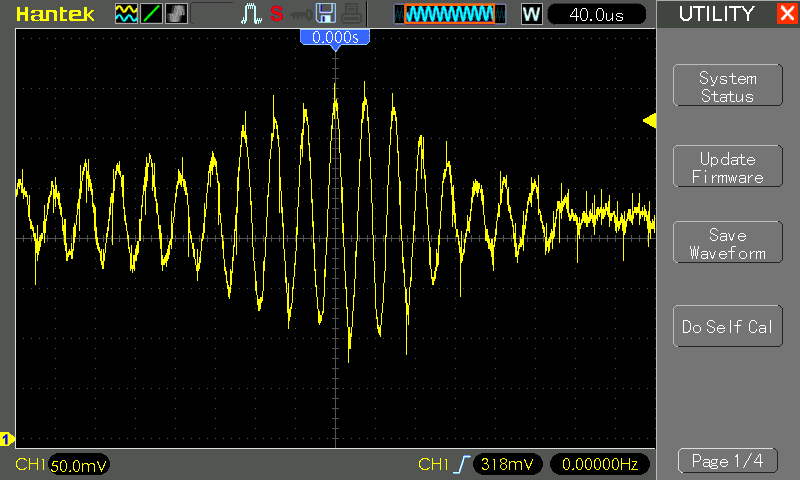 Hantek
S
W
40.0us
UTILITY
0.000s
System
Status
Update
Firmware
Save
Waveform
Do Self Cal
1
CH1 50.0mV
CH1 318mV 0.00000Hz
Page 1/4